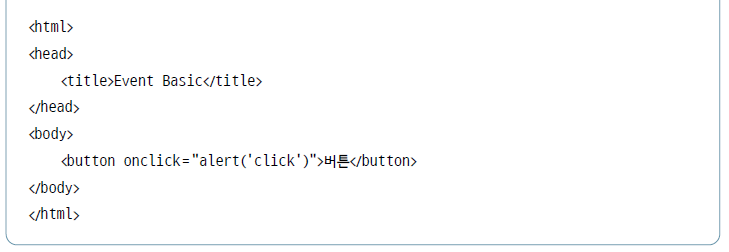 <html>
<head>
<title>Event Basic</title>
</head>
<body>
<button onclick="alert('click')">버튼</button>
</body>
</html>